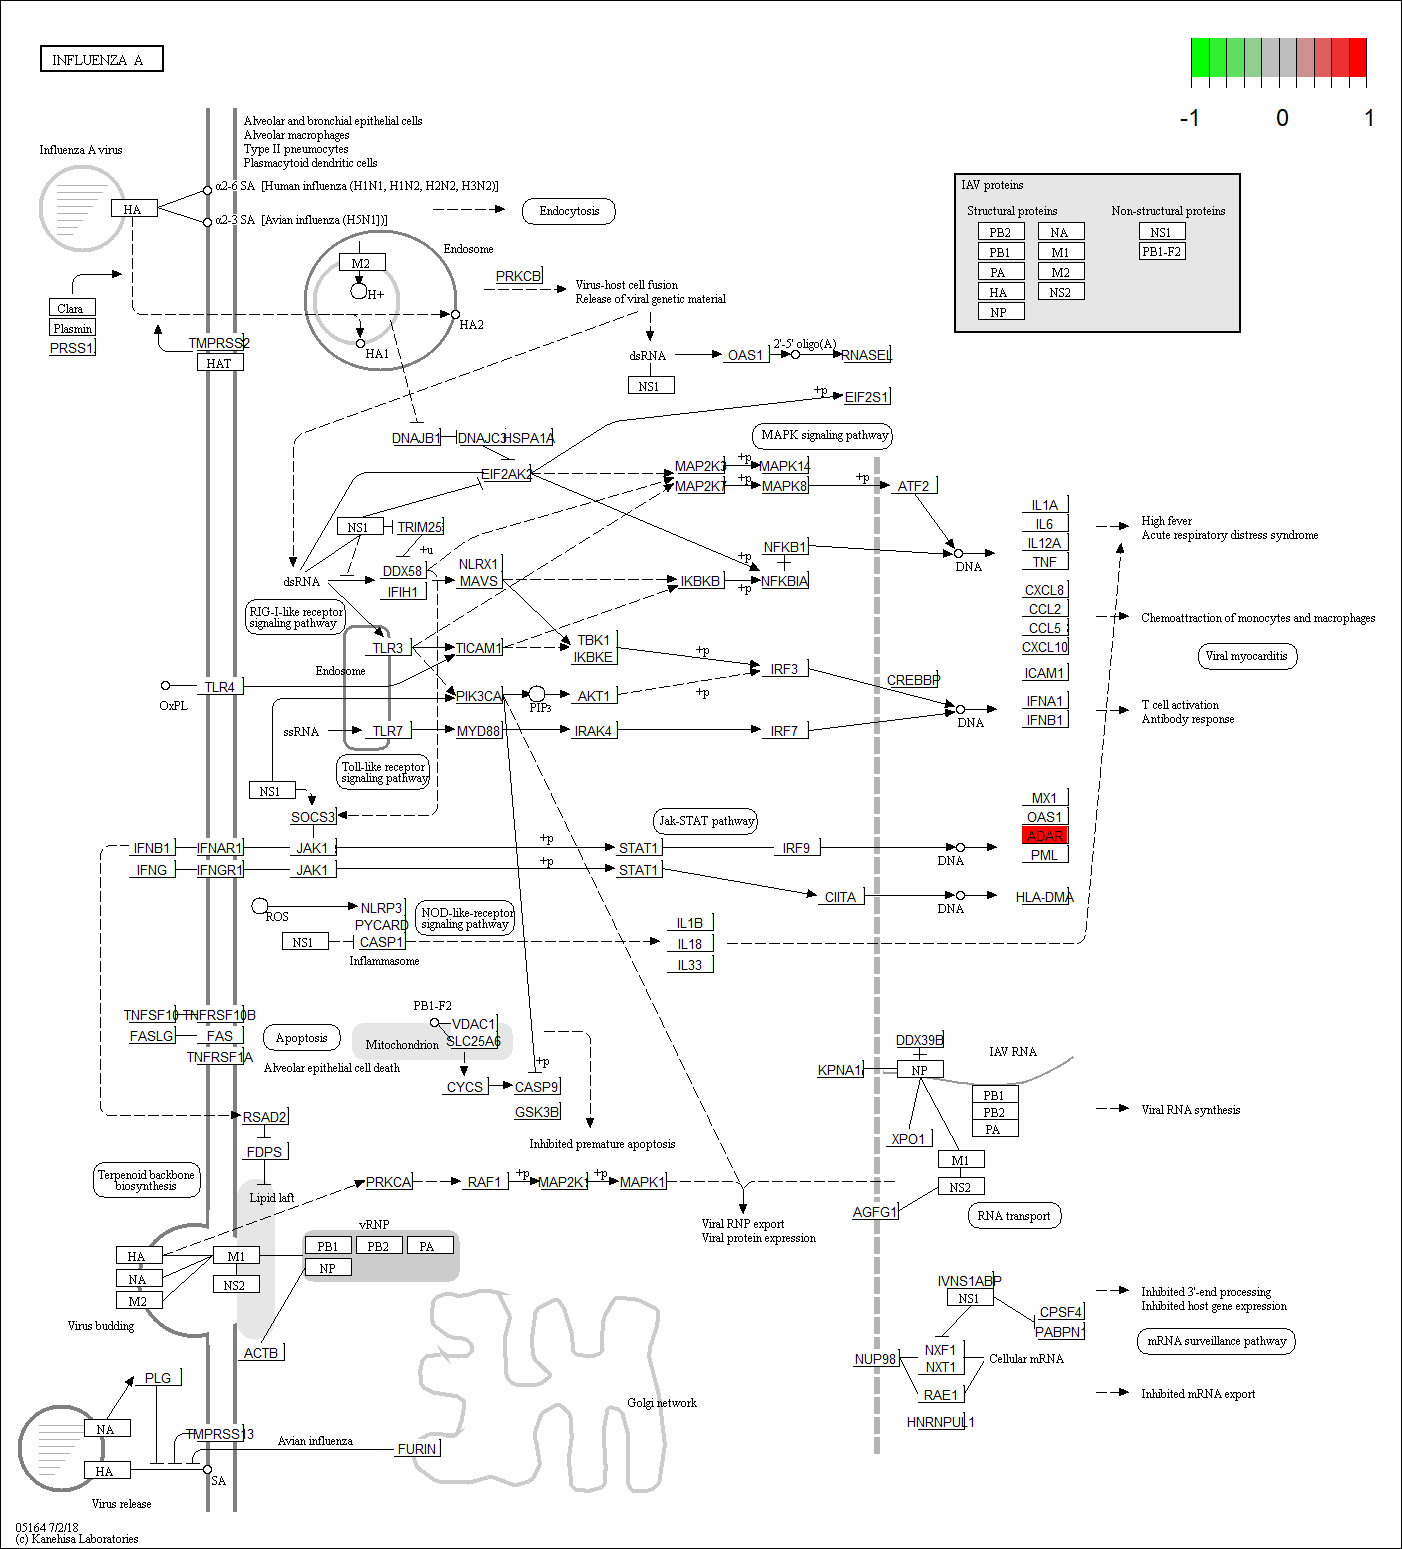 INFLUENZA A
-1 0 1
Alveolar and bronchial epithelial cells
Alveolar macrophages
Type II pneumocytes
Plasmacytoid dendritic cells
Influenza A virus
HA
α2-6 SA [Human influenza (H1N1, H1N2, H2N2, H3N2)]
α2-3 SA [Avian influenza (H5N1])]
Endocytosis
IAV proteins
Structural proteins
Non-structural proteins
PB2 NA NS1
PB1 M1 PB1-F2
PA M2
HA NS2
NP
Endosome
M2
H+
HA2
HA1
PRKCB
Virus-host cell fusion
Release of viral genetic material
Clara
Plasmin
PRSS1
TMPRSS2
HAT
dsRNA
NS1
OAS1
2'-5' oligo(A)
RNASEL
+p
EIF2S1
DNAJB1 DNAJC3 HSPA1A
MAPK signaling pathway
EIF2AK2
MAP2K3 +p MAPK14
MAP2K7 +p MAPK8 +p ATF2
NS1 TRIM25
+u
dsRNA
DDX58
IFIH1
NLRX1
MAVS
IKBKB
+p
+p
NFKB1
NFKBIA
DNA
IL1A
IL6
IL12A
TNF
High fever
Acute respiratory distress syndrome
CXCL8
CCL2
CCL5
CXCL10
Chemoattraction of monocytes and macrophages
Viral myocarditis
ICAM1
IFNA1
IFNB1
T cell activation
Antibody response
RIG-I-like receptor
signaling pathway
Endosome
TLR3
TICAM1
TBK1
IKBKE
+p
IRF3
CREBBP
TLR4
OxPL
PIK3CA
PIP3
AKT1
+p
DNA
ssRNA
TLR7
MYD88
IRAK4
IRF7
Toll-like receptor
signaling pathway
NS1
SOCS3
Jak-STAT pathway
MX1
OAS1
ADAR
PML
IFNB1 IFNAR1 JAK1 +p STAT1 IRF9 DNA
IFNG IFNGR1 JAK1 +p STAT1
CIITA DNA HLA-DMA
ROS
NLRP3
PYCARD
NS1 CASP1
Inflammasome
NOD-like-receptor
signaling pathway
IL1B
IL18
IL33
TNFSF10 TNFRSF10B
FASLG FAS
TNFRSF1A
Apoptosis
Alveolar epithelial cell death
PB1-F2
Mitochondrion
VDAC1
SLC25A6
+p
CYCS CASP9
GSK3B
Inhibited premature apoptosis
DDX39B
KPNA1 NP
IAV RNA
PB1
PB2
PA
Viral RNA synthesis
XPO1
M1
NS2
AGFG1
RNA transport
RSAD2
FDPS
Terpenoid backbone
biosynthesis
Lipid laft
PRKCA RAF1 +p MAP2K1 +p MAPK1
Viral RNP export
Viral protein expression
vRNP
PB1 PB2 PA
NP
HA
NA
M2
M1
NS2
Virus budding
ACTB
IVNS1ABP
NS1
CPSF4
PABPN1
Inhibited 3'-end processing
Inhibited host gene expression
mRNA surveillance pathway
NUP98
NXF1
NXT1
Cellular mRNA
RAE1
HNRNPUL1
Inhibited mRNA export
Golgi network
PLG
NA
HA
TMPRSS13
Avian influenza
FURIN
SA
Virus release
05164 7/2/18
(c) Kanehisa Laboratories